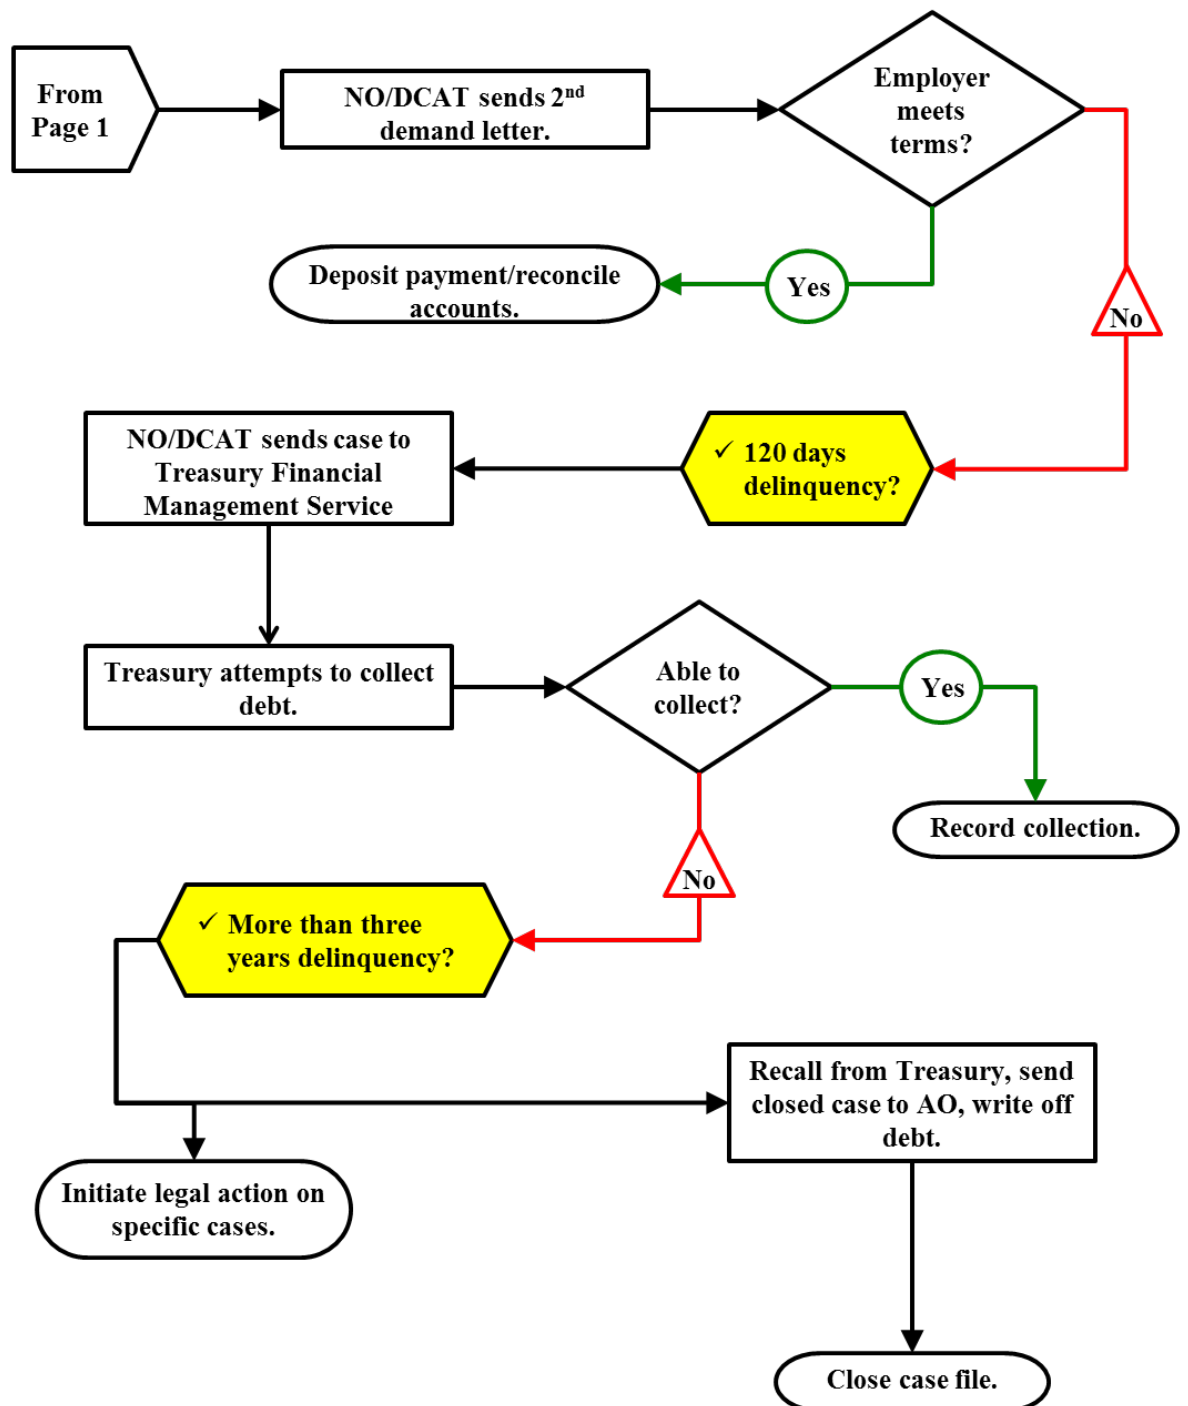 From
Page 1
NO/DCAT sends 2nd
demand letter.
Employer
meets
terms?
Deposit payment/reconcile
accounts.
Yes
No
NO/DCAT sends case to
Treasury Financial
Management Service
✓ 120 days
delinquency?
Treasury attempts to collect
debt.
Able to
collect?
Yes
Record collection.
No
✓ More than three
years delinquency?
Recall from Treasury, send
closed case to AO, write off
debt.
Initiate legal action on
specific cases.
Close case file.